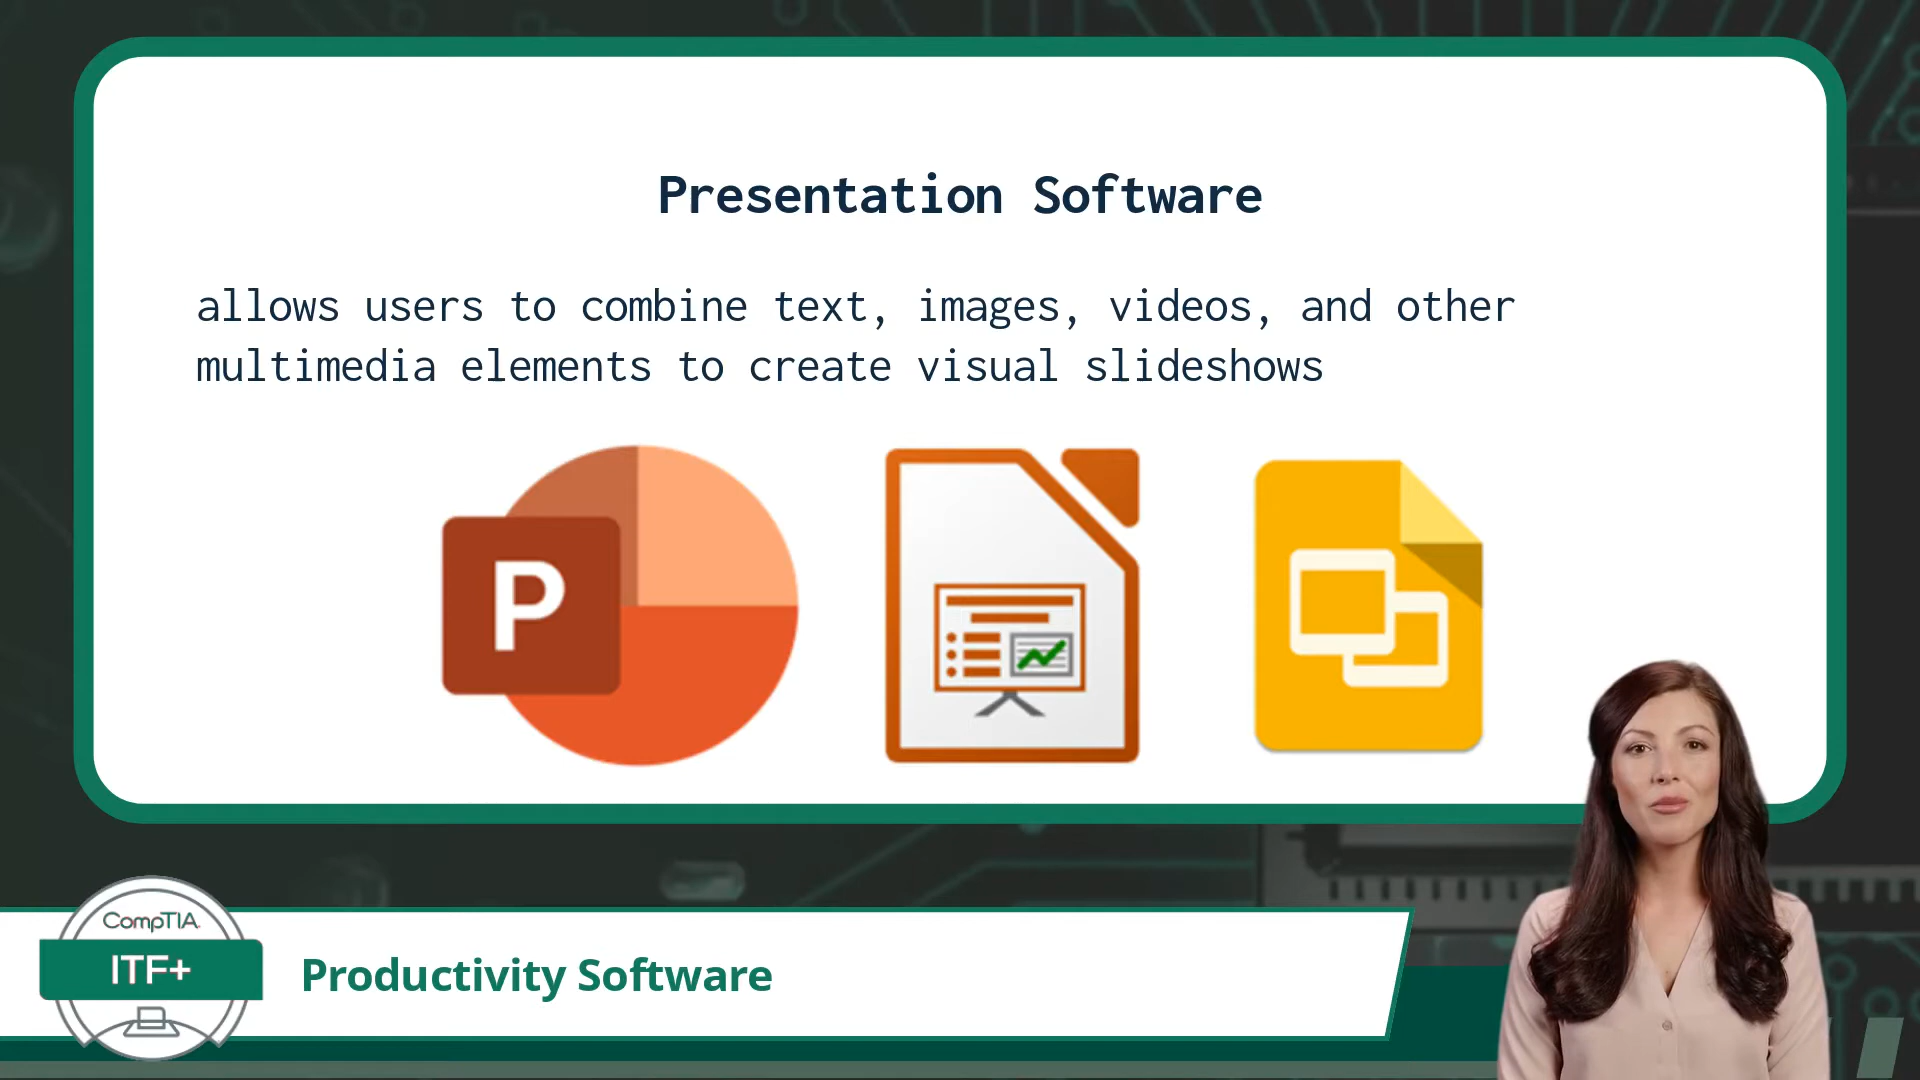 Presentation Software
allows users to combine text, images, videos, and other
multimedia elements to create visual slideshows
P
CompTIA
ITF+
Productivity Software